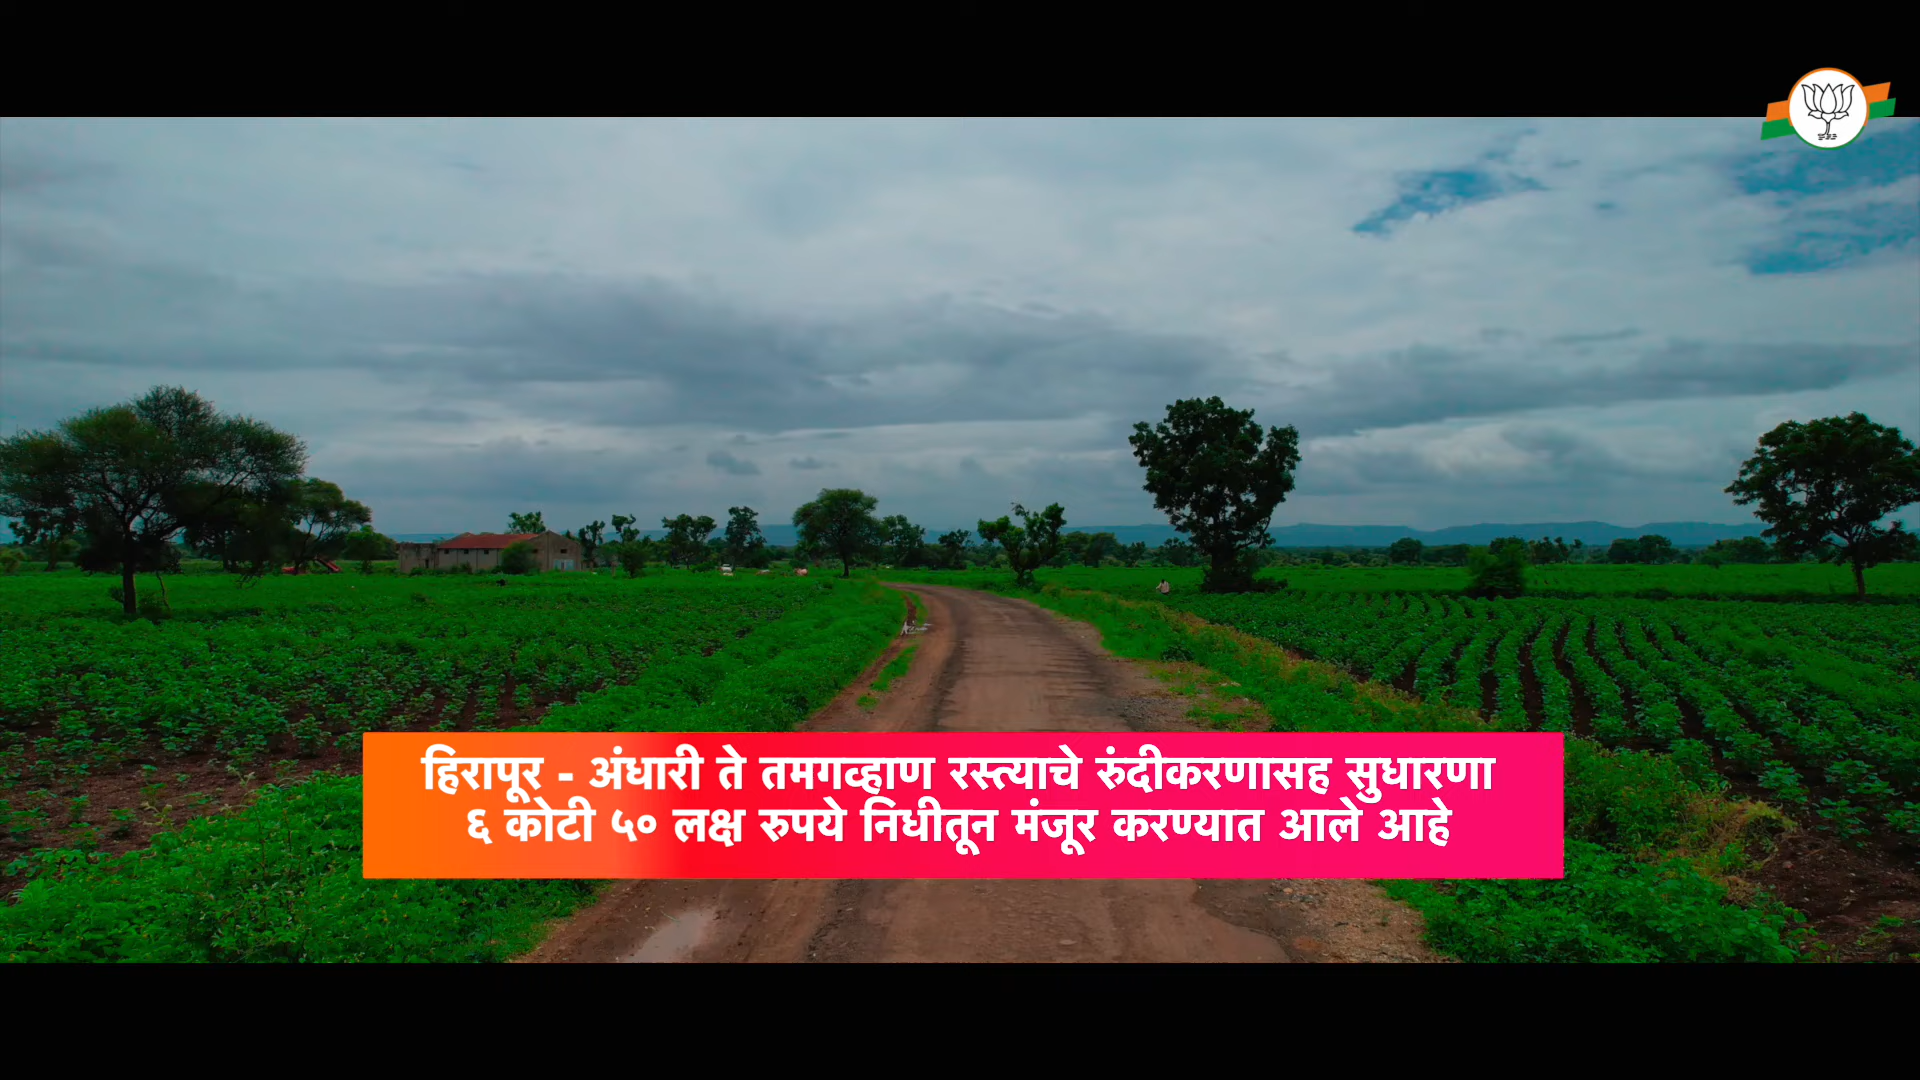 हिरापूर - अंधारी ते तमगव्हाण रस्त्याचे रुंदीकरणासह सुधारणा
६ कोटी ५० लक्ष रुपये निधीतून मंजूर करण्यात आले आहे